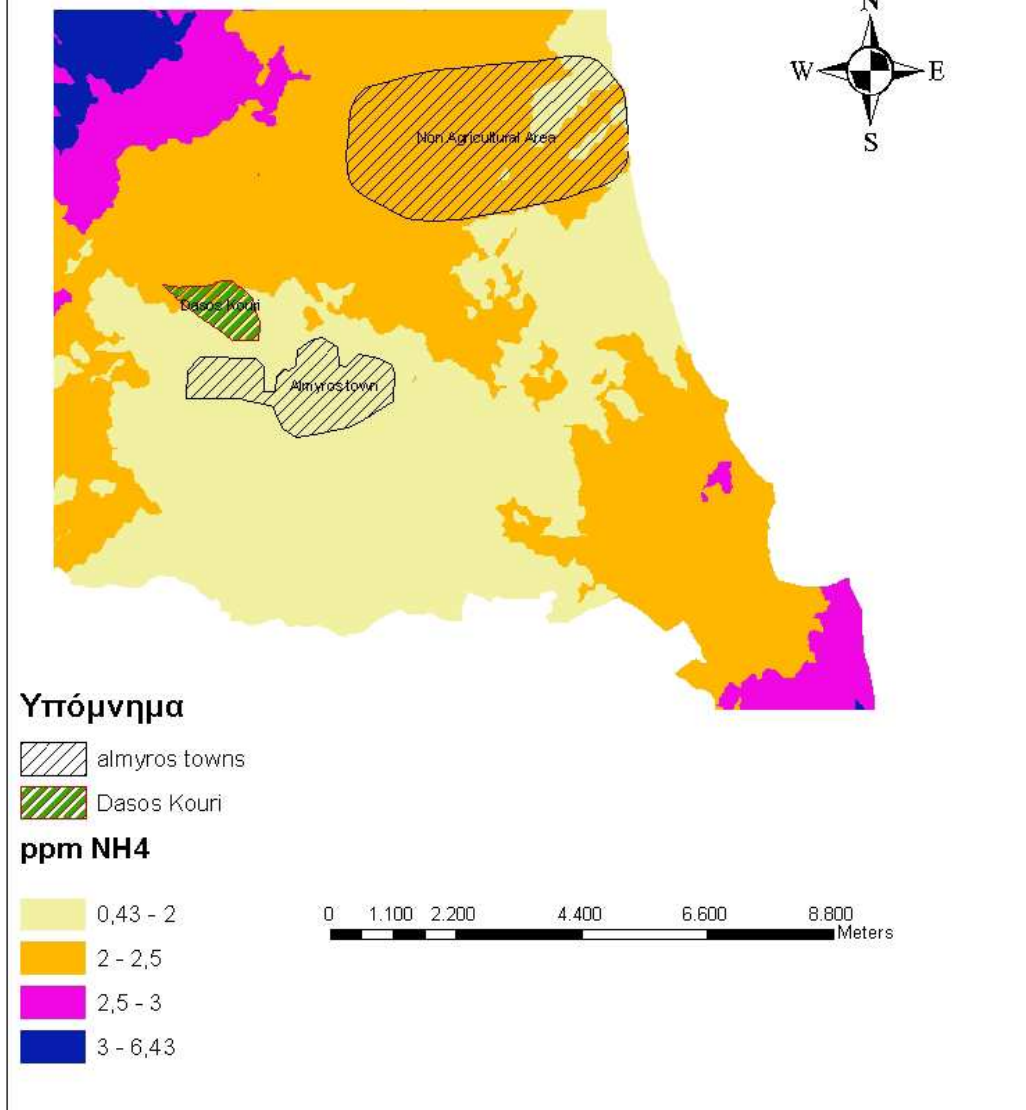 N
W E
S
Non Agricultural Area
Dasos Kouri
Almyros town
Υπόμνημα
almyros towns
Dasos Kouri
ppm NH4
0,43 - 2
2 - 2,5
2,5 - 3
3 - 6,43
0 1.100 2.200 4.400 6.600 8.800
Meters